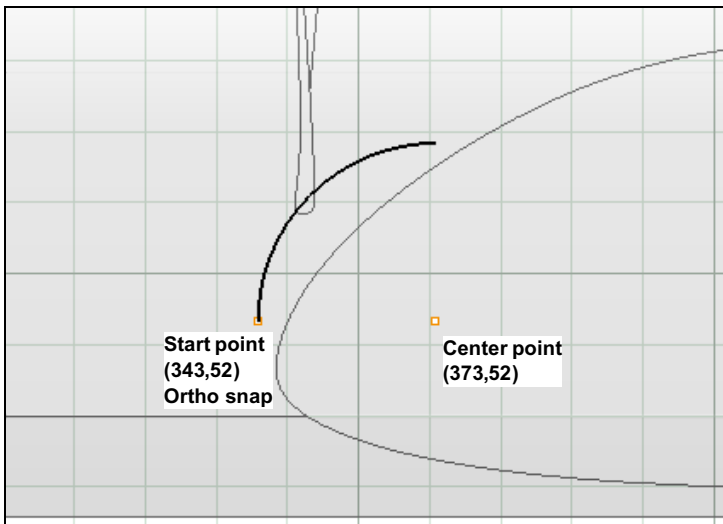 Start point
(343,52)
Ortho snap
Center point
(373,52)